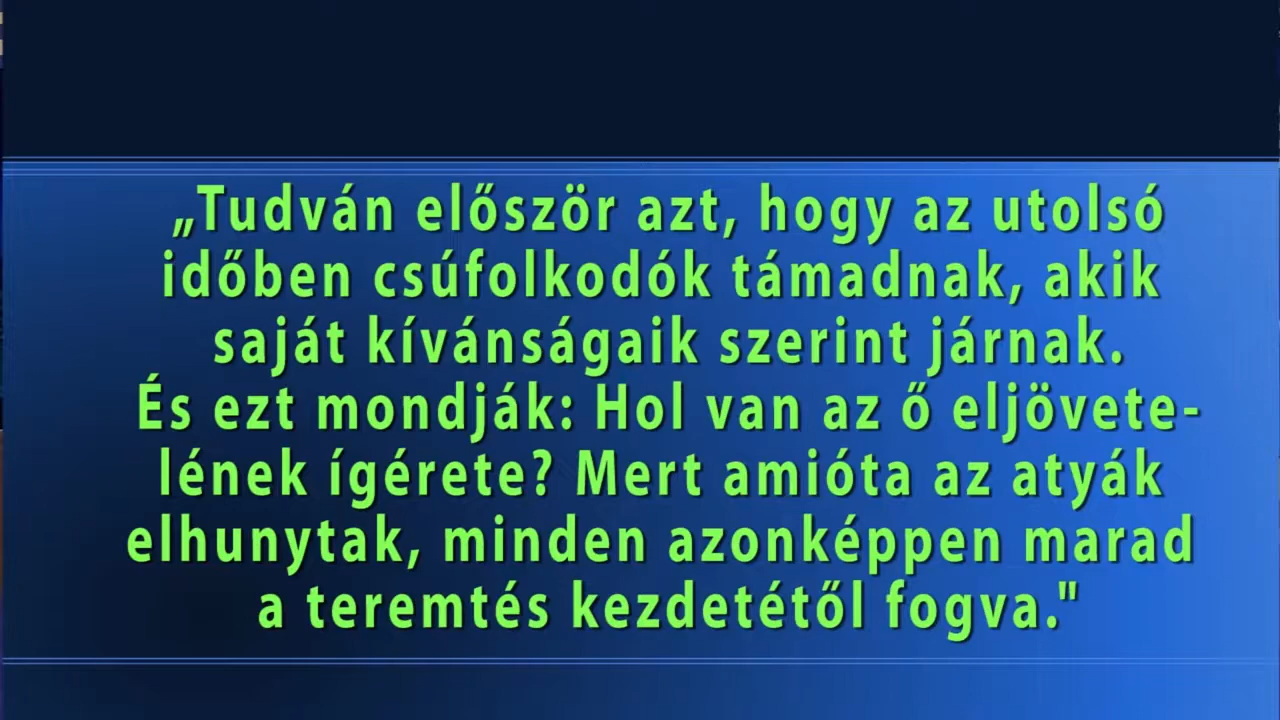 „Tudván először azt, hogy az utolsó
időben csúfolkodók támadnak, akik
saját kívánságaik szerint járnak.
És ezt mondják: Hol van az ő eljövete-
lének ígérete? Mert amióta az atyák
elhunytak, minden azonképpen marad
a teremtés kezdetétől fogva."